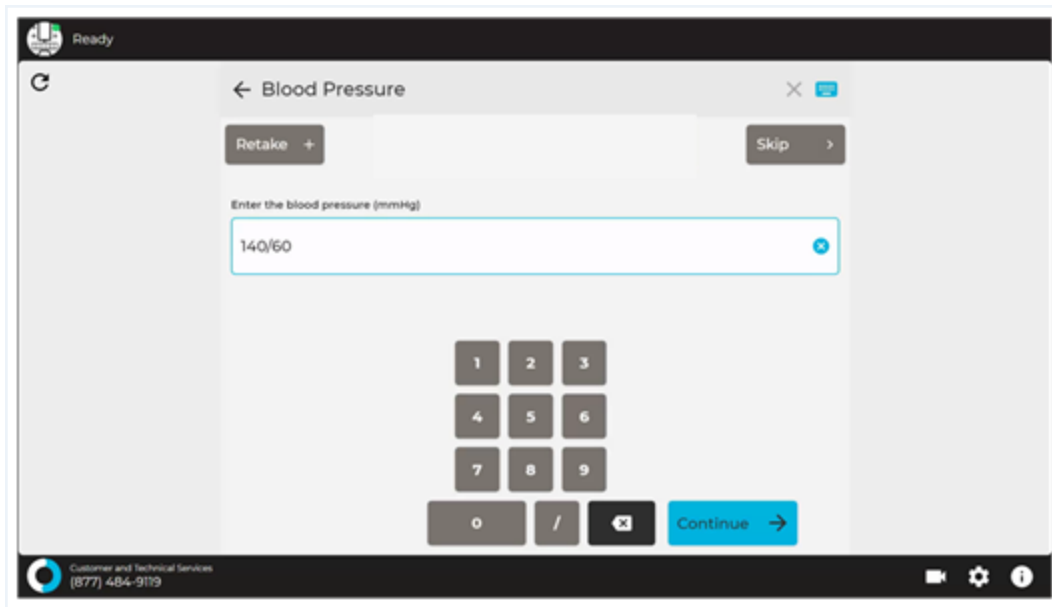 Ready
Blood Pressure
Retake +
Skip >
Enter the blood pressure (mmHg)
140/60
1 2 3
4 5 6
7 8 9
0 / Continue →
Customer and Technical Services
(877) 484-9119